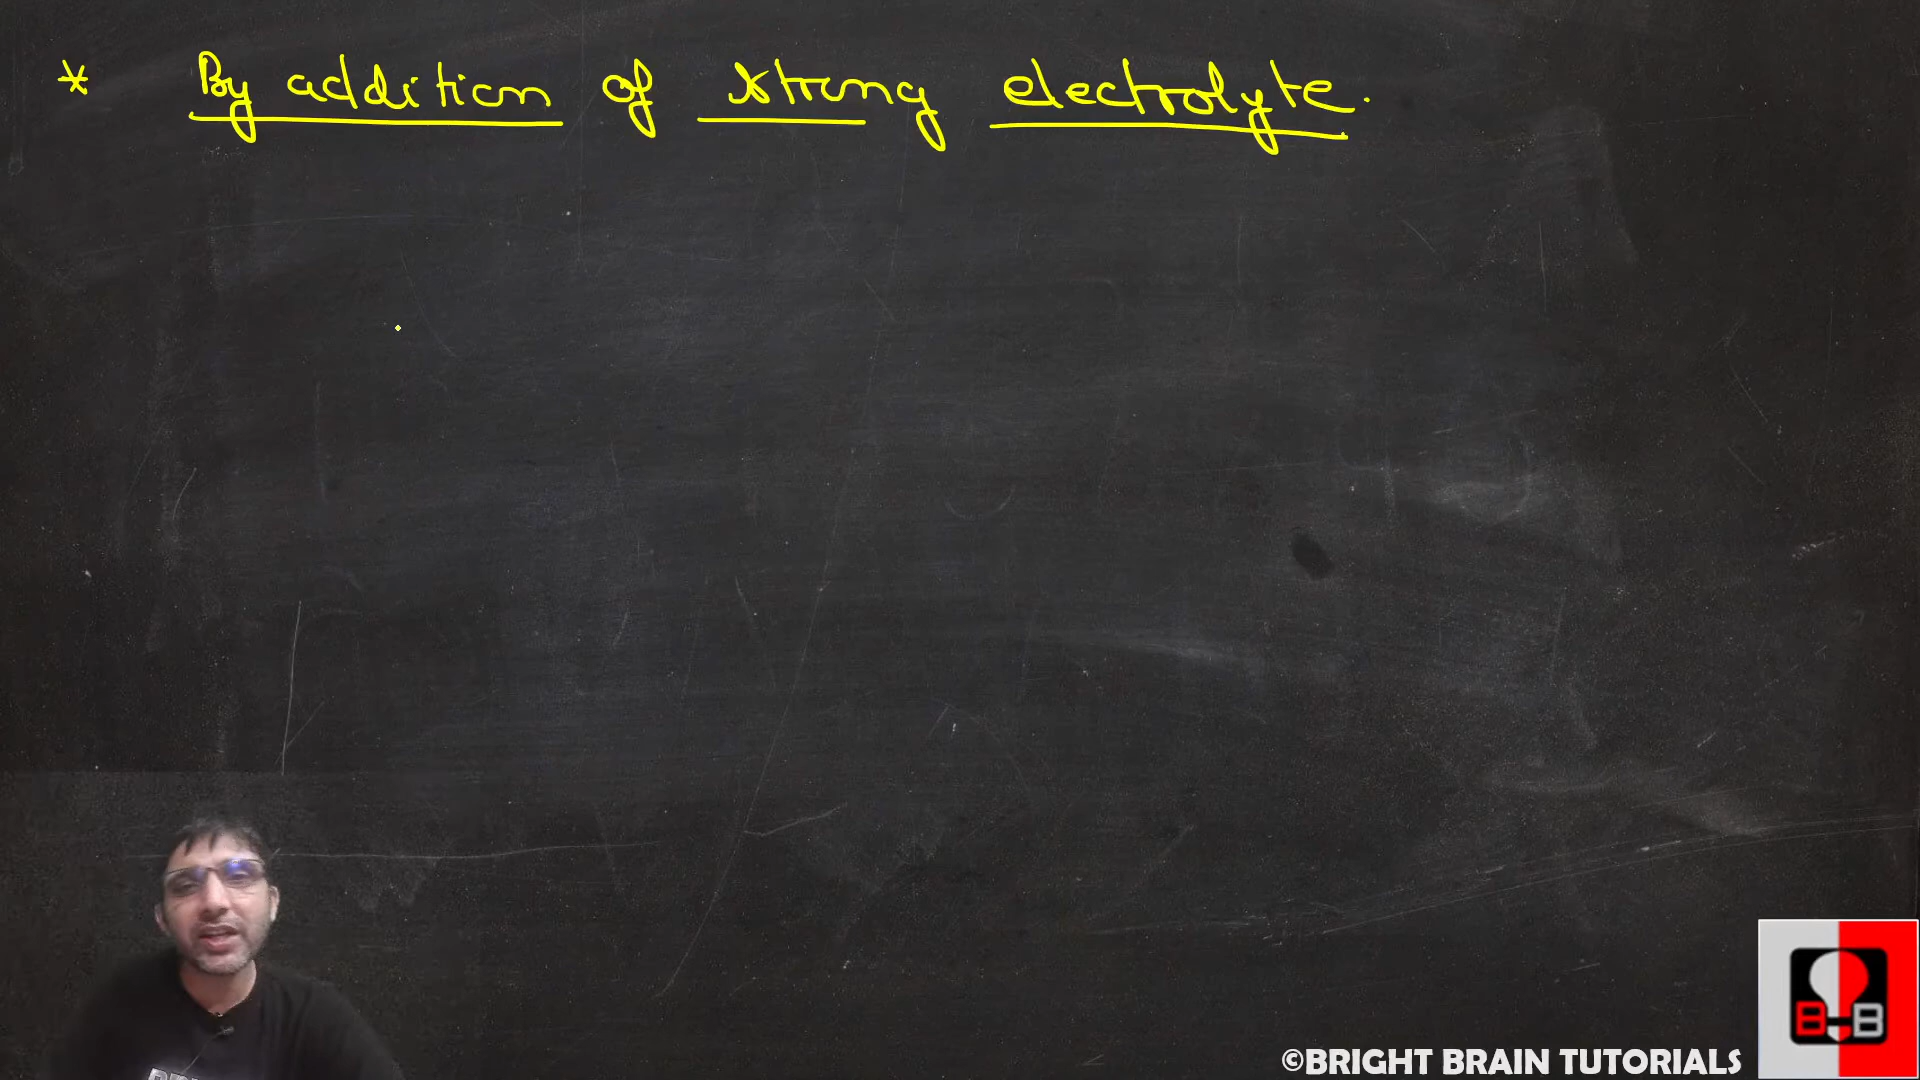 * By addition of strong electrolyte.
©BRIGHT BRAIN TUTORIALS
B B